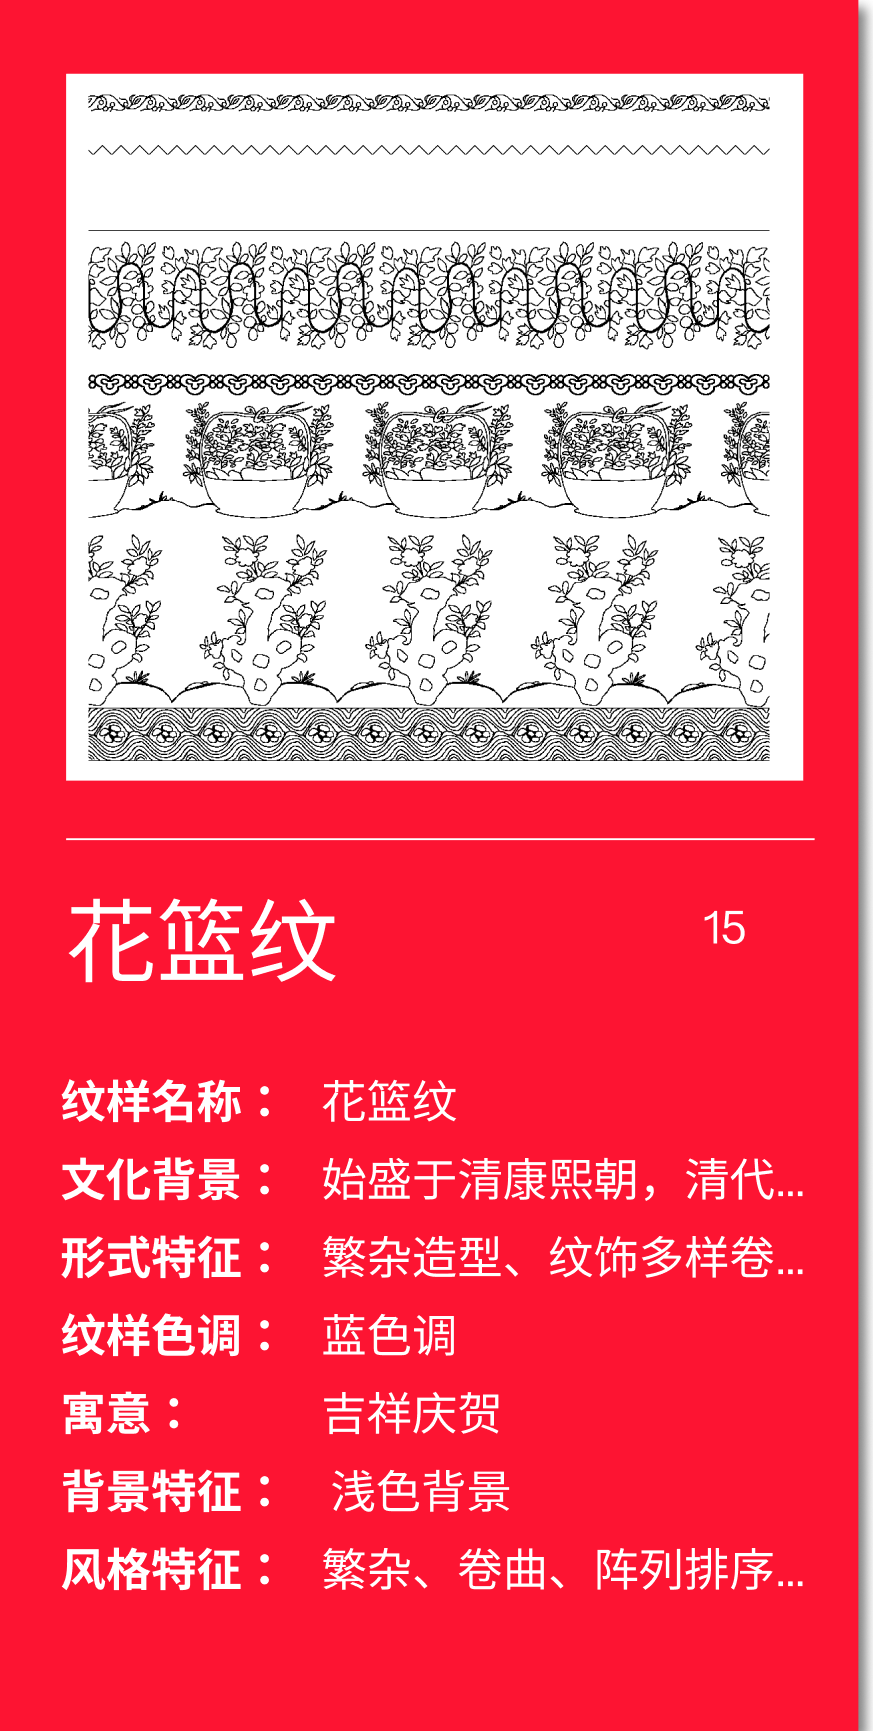 花篮纹
15
纹样名称： 花篮纹
文化背景： 始盛于清康熙朝，清代...
形式特征： 繁杂造型、纹饰多样卷...
纹样色调： 蓝色调
寓意： 吉祥庆贺
背景特征： 浅色背景
风格特征： 繁杂、卷曲、阵列排序...